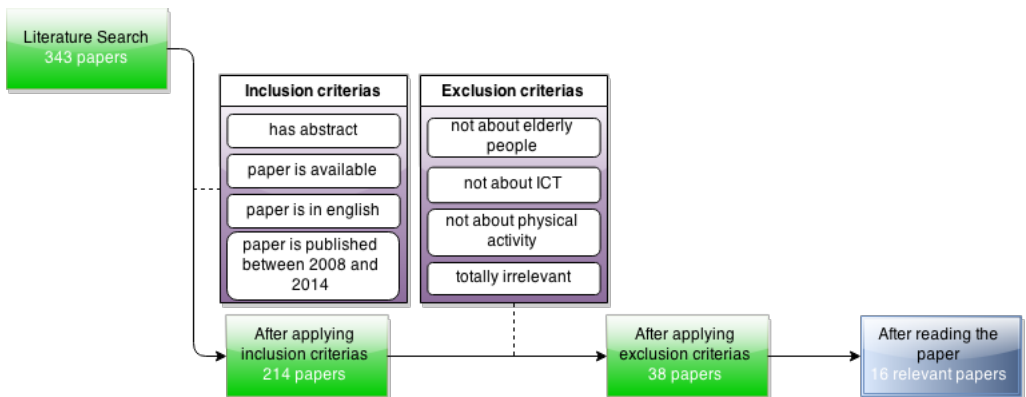 Literature Search
343 papers
Inclusion criterias
has abstract
paper is available
paper is in english
paper is published
between 2008 and
2014
Exclusion criterias
not about elderly
people
not about ICT
not about physical
activity
totally irrelevant
After applying
inclusion criterias
214 papers
After applying
exclusion criterias
38 papers
After reading the
paper
16 relevant papers